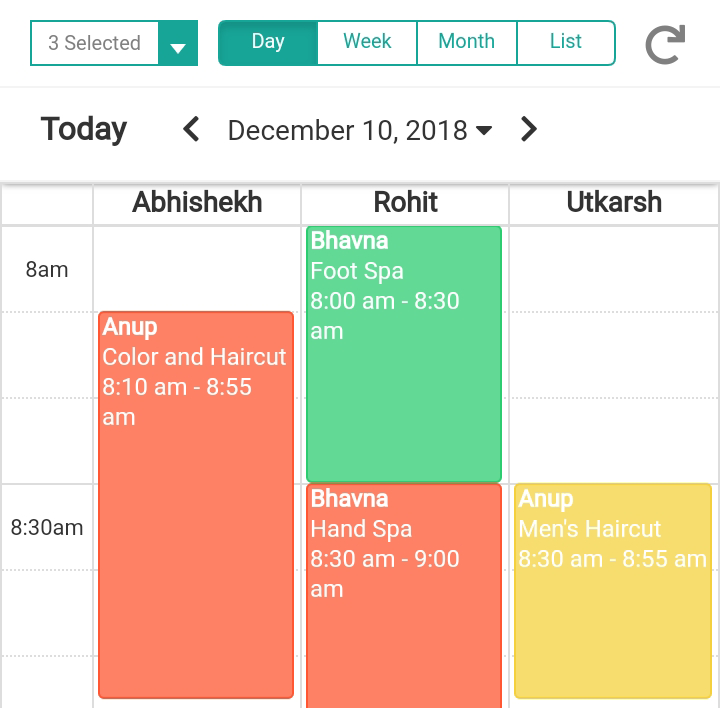 3 Selected
Day Week Month List
Today December 10, 2018
Abhishekh Rohit Utkarsh
8am
Bhavna
Foot Spa
8:00 am - 8:30
am
Anup
Color and Haircut
8:10 am - 8:55
am
8:30am
Bhavna
Hand Spa
8:30 am - 9:00
am
Anup
Men's Haircut
8:30 am - 8:55 am